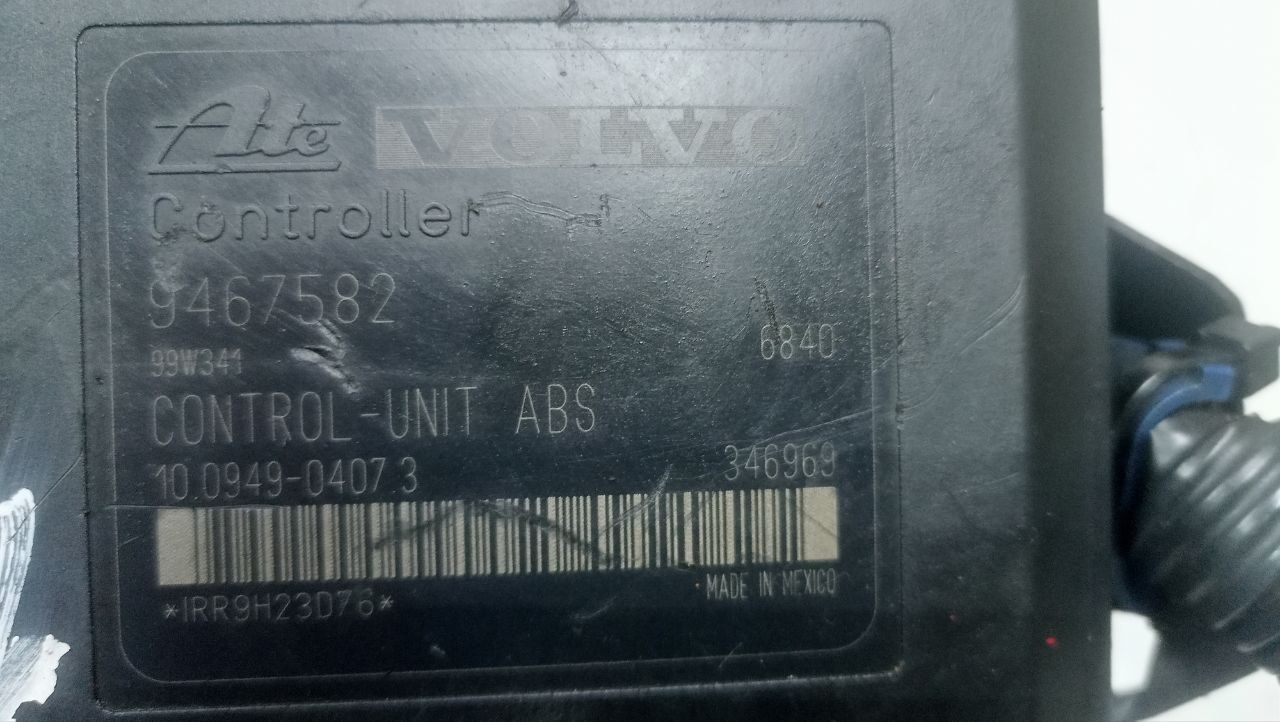 Ate VOLVO
Controller
9467582
99W341 6840
CONTROL-UNIT ABS
10.0949-0407.3 346969
MADE IN MEXICO
*IRR9H23D76*